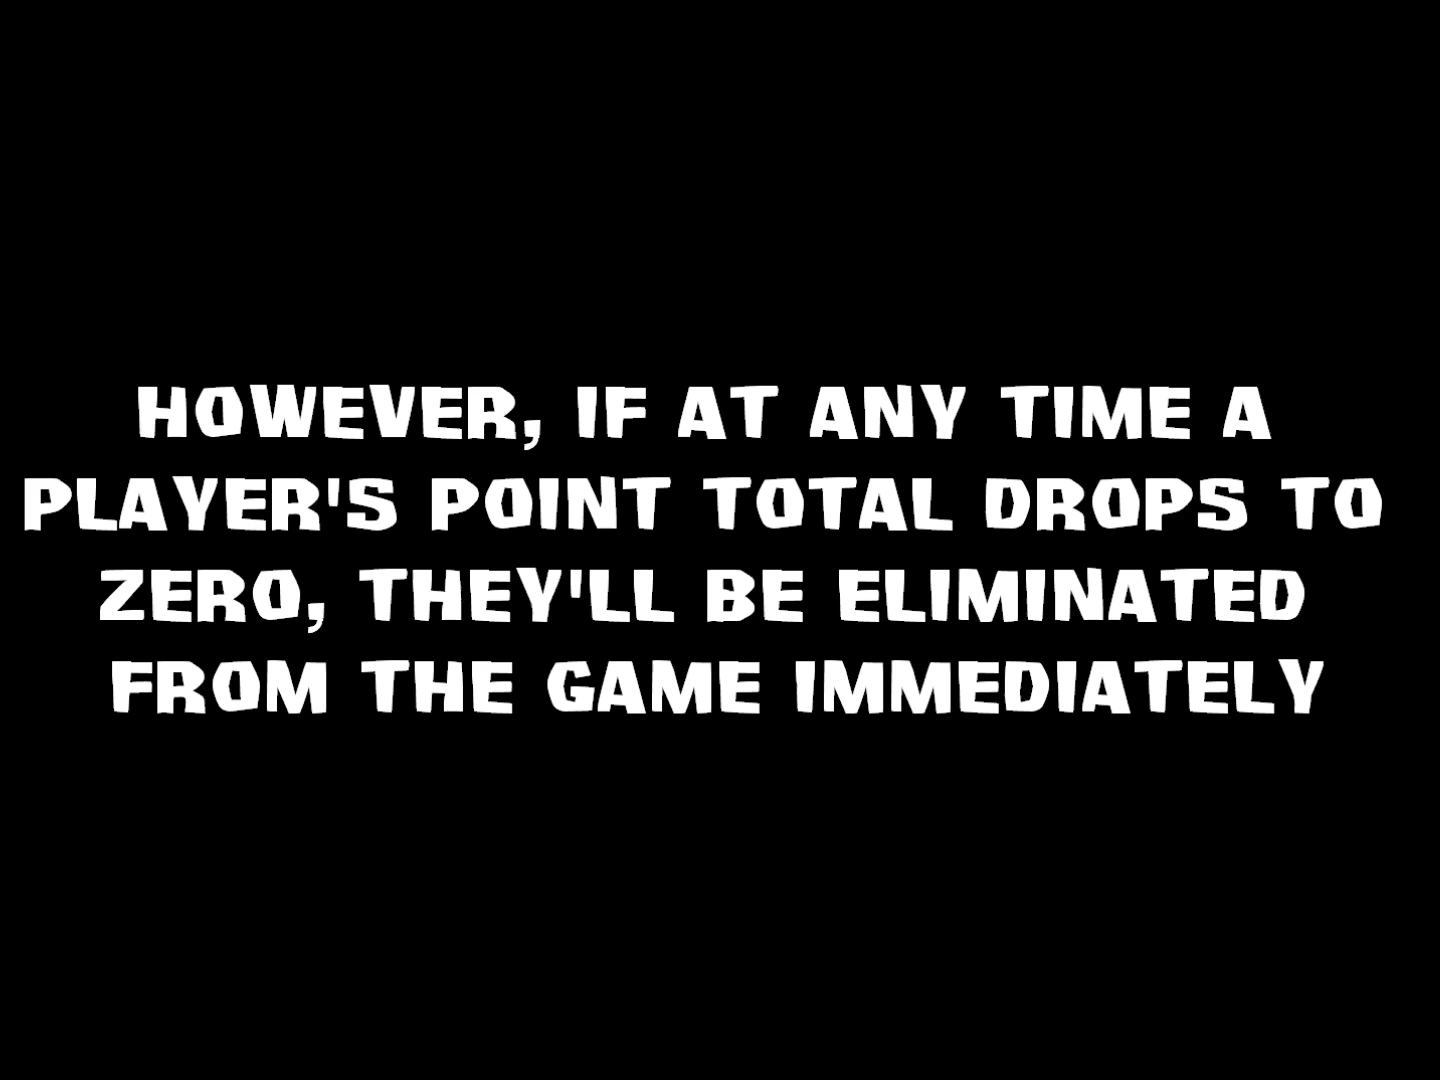 HOWEVER, IF AT ANY TIME A
PLAYER'S POINT TOTAL DROPS TO
ZERO, THEY'LL BE ELIMINATED
FROM THE GAME IMMEDIATELY